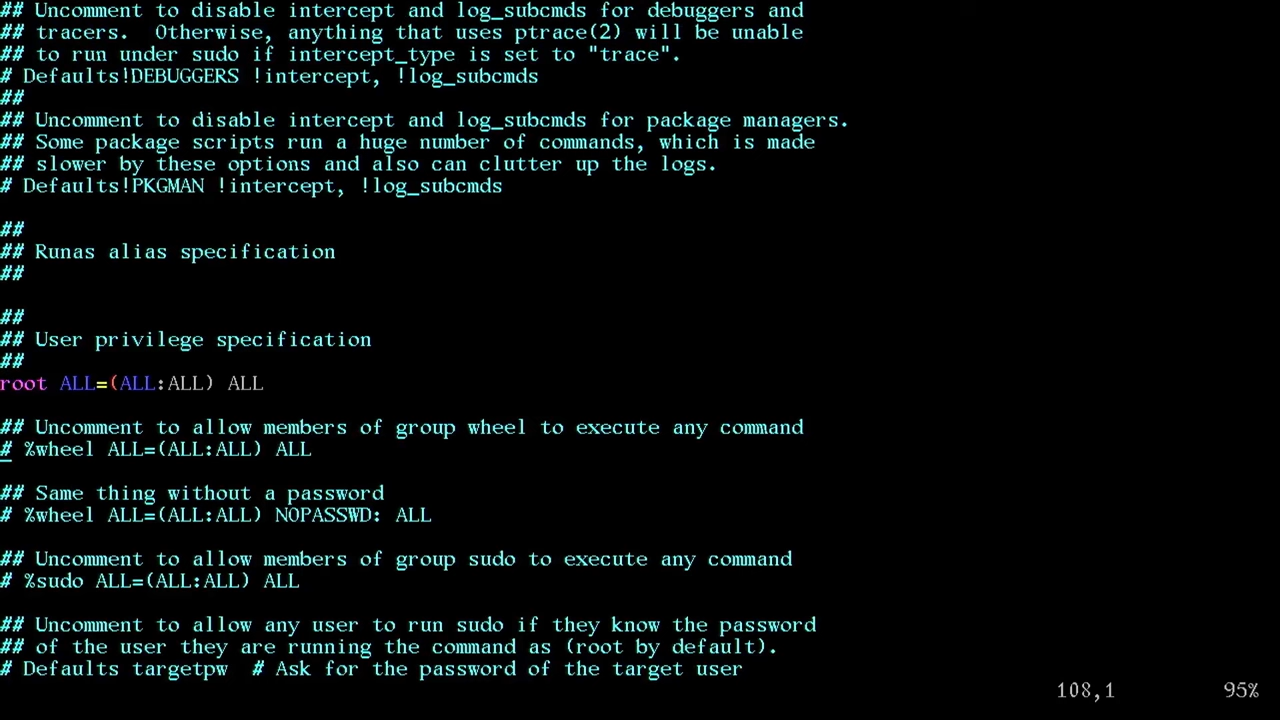 ## Uncomment to disable intercept and log_subcmds for debuggers and
## tracers.  Otherwise, anything that uses ptrace(2) will be unable
## to run under sudo if intercept_type is set to "trace".
# Defaults!DEBUGGERS !intercept, !log_subcmds
##
## Uncomment to disable intercept and log_subcmds for package managers.
## Some package scripts run a huge number of commands, which is made
## slower by these options and also can clutter up the logs.
# Defaults!PKGMAN !intercept, !log_subcmds
##
## Runas alias specification
##
##
## User privilege specification
##
root ALL=(ALL:ALL) ALL
## Uncomment to allow members of group wheel to execute any command
# %wheel ALL=(ALL:ALL) ALL
## Same thing without a password
# %wheel ALL=(ALL:ALL) NOPASSWD: ALL
## Uncomment to allow members of group sudo to execute any command
# %sudo ALL=(ALL:ALL) ALL
## Uncomment to allow any user to run sudo if they know the password
## of the user they are running the command as (root by default).
# Defaults targetpw  # Ask for the password of the target user
108,1 95%